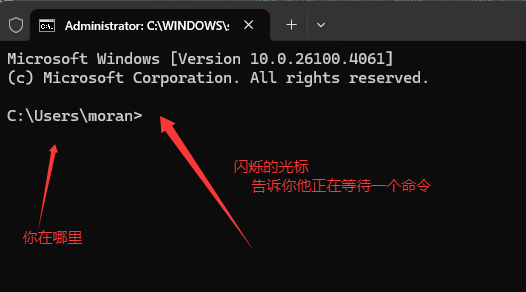 Administrator: C:\WINDOWS\s
Microsoft Windows [Version 10.0.26100.4061]
(c) Microsoft Corporation. All rights reserved.
C:\Users\moran>
闪烁的光标
告诉你他正在等待一个命令
你在哪里